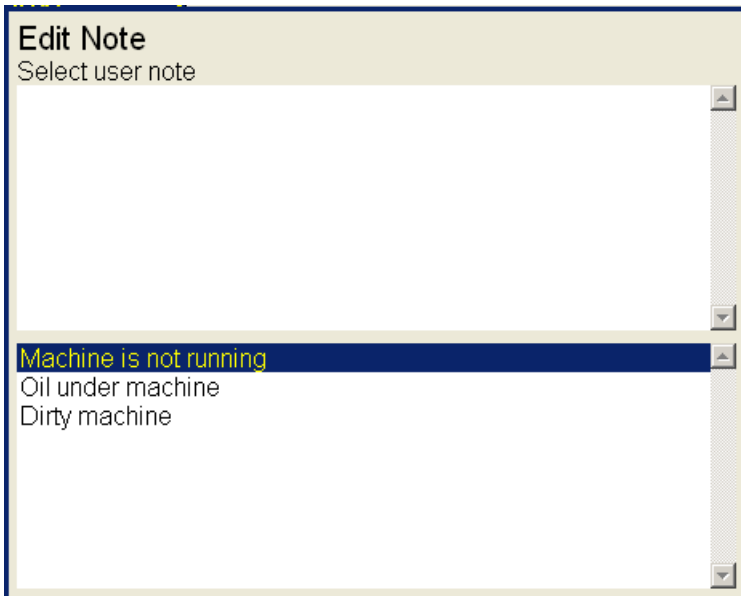 Edit Note
Select user note
Machine is not running
Oil under machine
Dirty machine